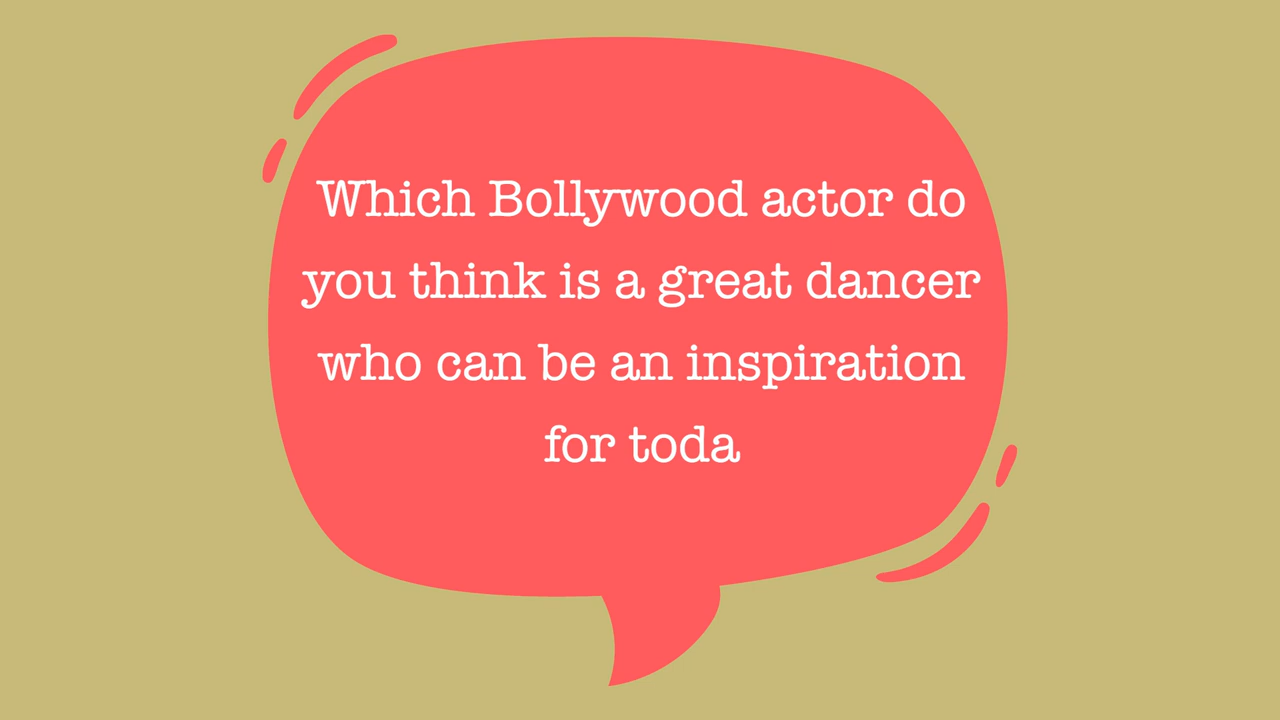 Which Bollywood actor do
you think is a great dancer
who can be an inspiration
for toda